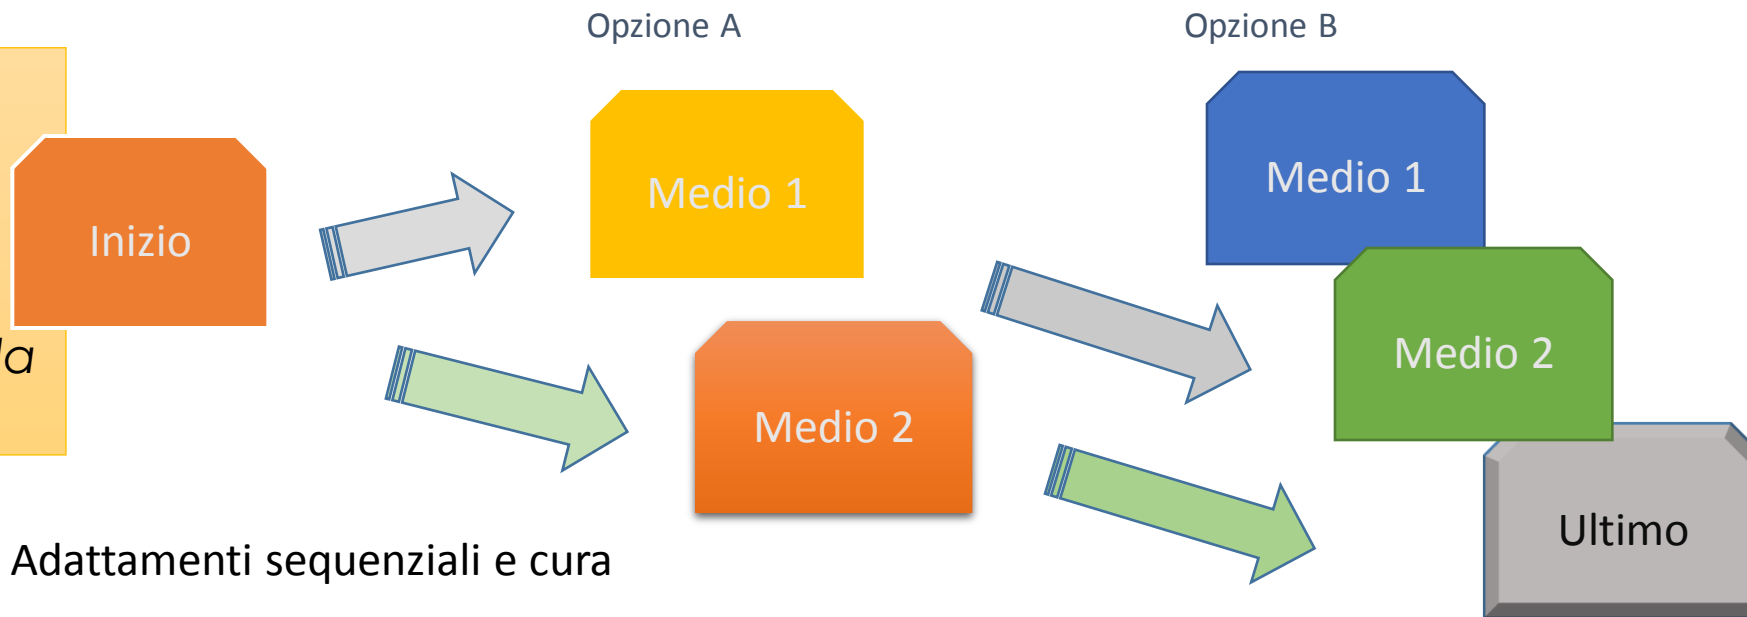 Opzione A
Opzione B
Inizio
Medio 1
Medio 2
Medio 1
Medio 2
Ultimo
Adattamenti sequenziali e cura